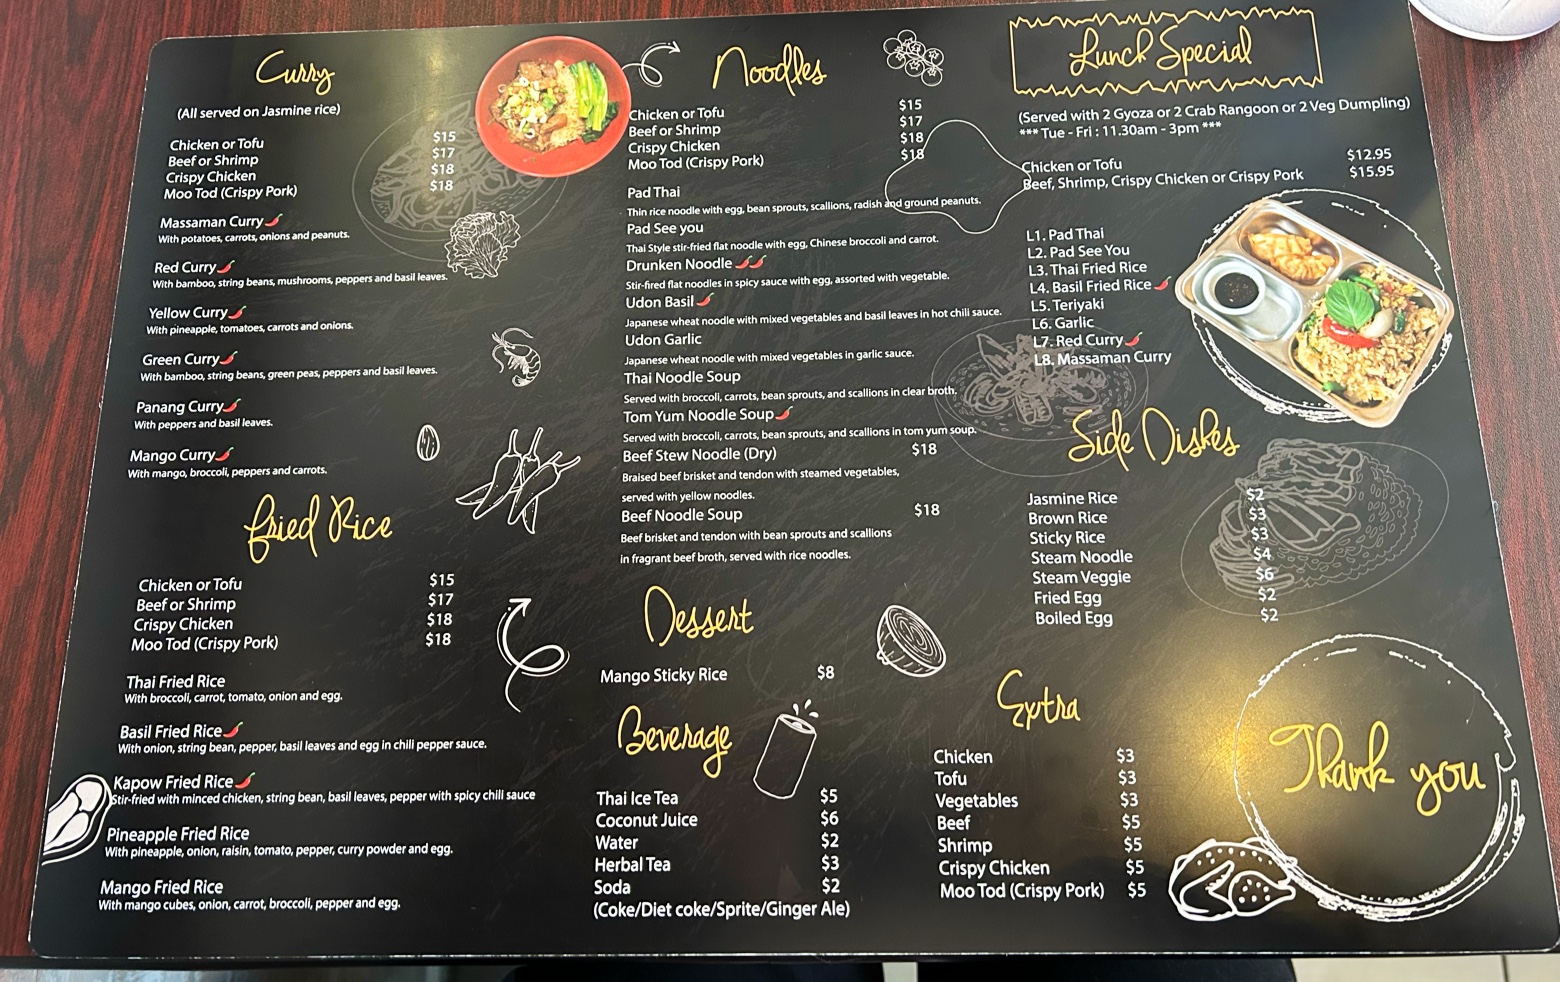 Curry
(All served on Jasmine rice)
Chicken or Tofu $15
Beef or Shrimp $17
Crispy Chicken $18
Moo Tod (Crispy Pork) $18
Massaman Curry
With potatoes, carrots, onions and peanuts.
Red Curry
With bamboo, string beans, mushrooms, peppers and basil leaves.
Yellow Curry
With pineapple, tomatoes, carrots and onions.
Green Curry
With bamboo, string beans, green peas, peppers and basil leaves.
Panang Curry
With peppers and basil leaves.
Mango Curry
With mango, broccoli, peppers and carrots.
Fried Rice
Chicken or Tofu $15
Beef or Shrimp $17
Crispy Chicken $18
Moo Tod (Crispy Pork) $18
Thai Fried Rice
With broccoli, carrot, tomato, onion and egg.
Basil Fried Rice
With onion, string bean, pepper, basil leaves and egg in chili pepper sauce.
Kapow Fried Rice
Stir-fried with minced chicken, string bean, basil leaves, pepper with spicy chili sauce
Pineapple Fried Rice
With pineapple, onion, raisin, tomato, pepper, curry powder and egg.
Mango Fried Rice
With mango cubes, onion, carrot, broccoli, pepper and egg.
Noodles
Chicken or Tofu $15
Beef or Shrimp $17
Crispy Chicken $18
Moo Tod (Crispy Pork) $18
Pad Thai
Thin rice noodle with egg, bean sprouts, scallions, radish and ground peanuts.
Pad See you
Thai Style stir-fried flat noodle with egg, Chinese broccoli and carrot.
Drunken Noodle
Stir-fired flat noodles in spicy sauce with egg, assorted with vegetable.
Udon Basil
Japanese wheat noodle with mixed vegetables and basil leaves in hot chili sauce.
Udon Garlic
Japanese wheat noodle with mixed vegetables in garlic sauce.
Thai Noodle Soup
Served with broccoli, carrots, bean sprouts, and scallions in clear broth.
Tom Yum Noodle Soup
Served with broccoli, carrots, bean sprouts, and scallions in tom yum soup.
Beef Stew Noodle (Dry) $18
Braised beef brisket and tendon with steamed vegetables,
served with yellow noodles.
Beef Noodle Soup $18
Beef brisket and tendon with bean sprouts and scallions
in fragrant beef broth, served with rice noodles.
Dessert
Mango Sticky Rice $8
Beverage
Thai Ice Tea $5
Coconut Juice $6
Water $2
Herbal Tea $3
Soda $2
(Coke/Diet coke/Sprite/Ginger Ale)
Lunch Special
(Served with 2 Gyoza or 2 Crab Rangoon or 2 Veg Dumpling)
*** Tue - Fri : 11.30am - 3pm ***
Chicken or Tofu $12.95
Beef, Shrimp, Crispy Chicken or Crispy Pork $15.95
L1. Pad Thai
L2. Pad See You
L3. Thai Fried Rice
L4. Basil Fried Rice
L5. Teriyaki
L6. Garlic
L7. Red Curry
L8. Massaman Curry
Side Dishes
Jasmine Rice $2
Brown Rice $3
Sticky Rice $3
Steam Noodle $4
Steam Veggie $6
Fried Egg $2
Boiled Egg $2
Extra
Chicken $3
Tofu $3
Vegetables $3
Beef $5
Shrimp $5
Crispy Chicken $5
Moo Tod (Crispy Pork) $5
Thank you